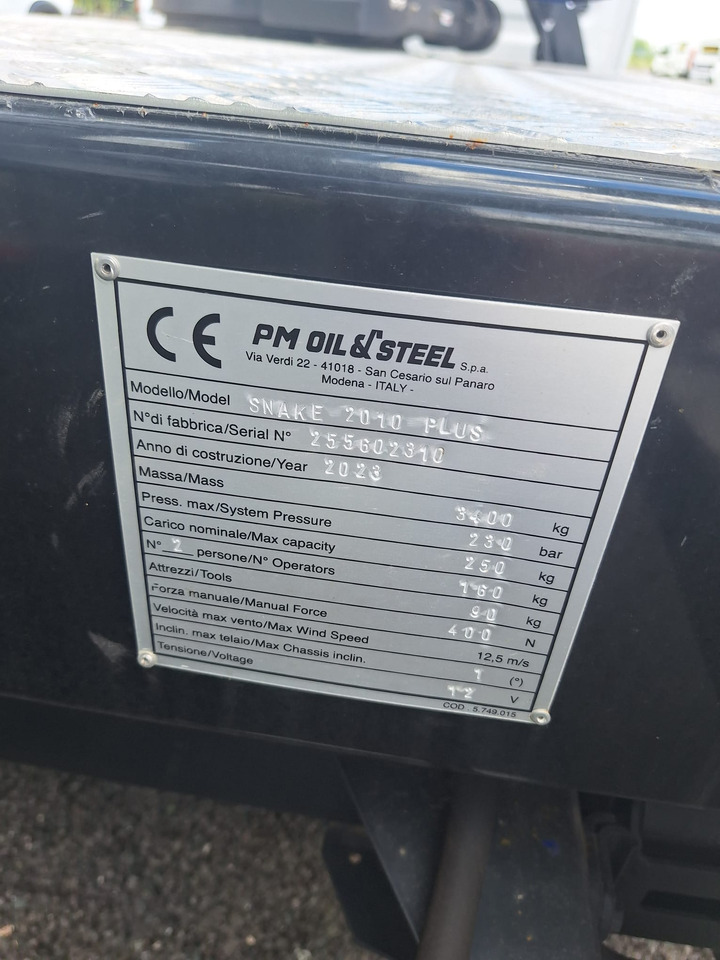 CE PM OIL & STEEL S.p.a.
Via Verdi 22 - 41018 - San Cesario sul Panaro
Modena - ITALY -
Modello/Model SNAKE 2010 PLUS
N°di fabbrica/Serial N° 255602310
Anno di costruzione/Year 2023
Massa/Mass 3400 kg
Press. max/System Pressure 230 bar
Carico nominale/Max capacity 250 kg
N° 2 persone/N° Operators 160 kg
Attrezzi/Tools 90 kg
Forza manuale/Manual Force 400 N
Velocità max vento/Max Wind Speed 12,5 m/s
Inclin. max telaio/Max Chassis inclin. 1 (°)
Tensione/Voltage 12 V
COD. 5.749.015